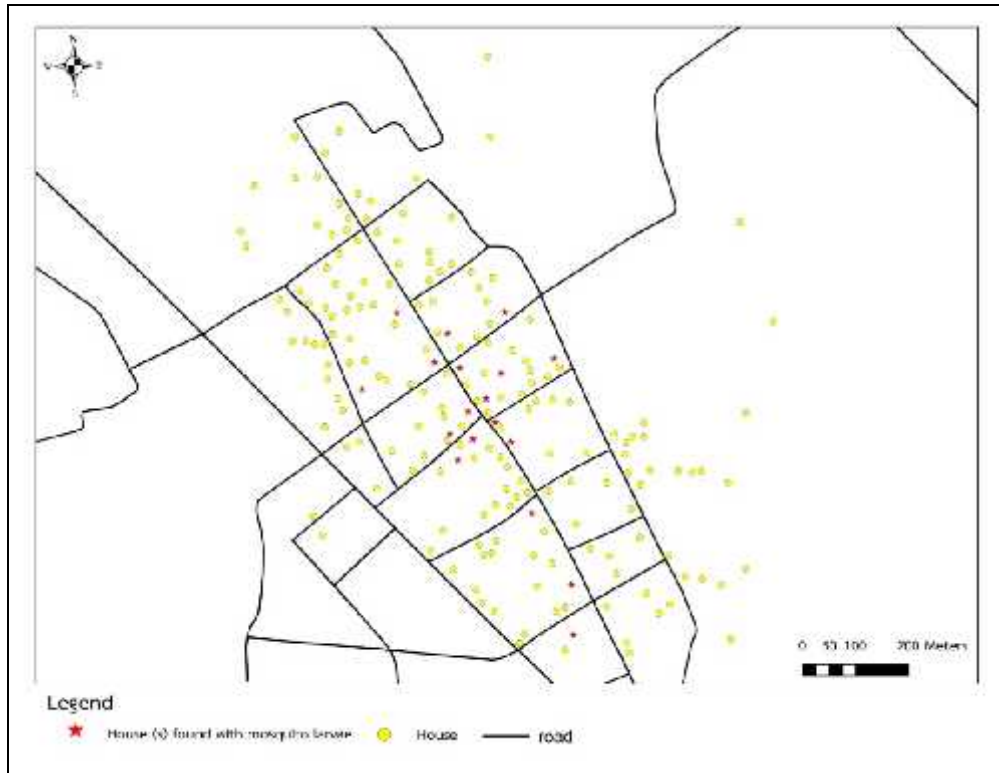 N
E
S
0 50 100 200 Meters
Legend
House (s) found with mosquito larvae House road